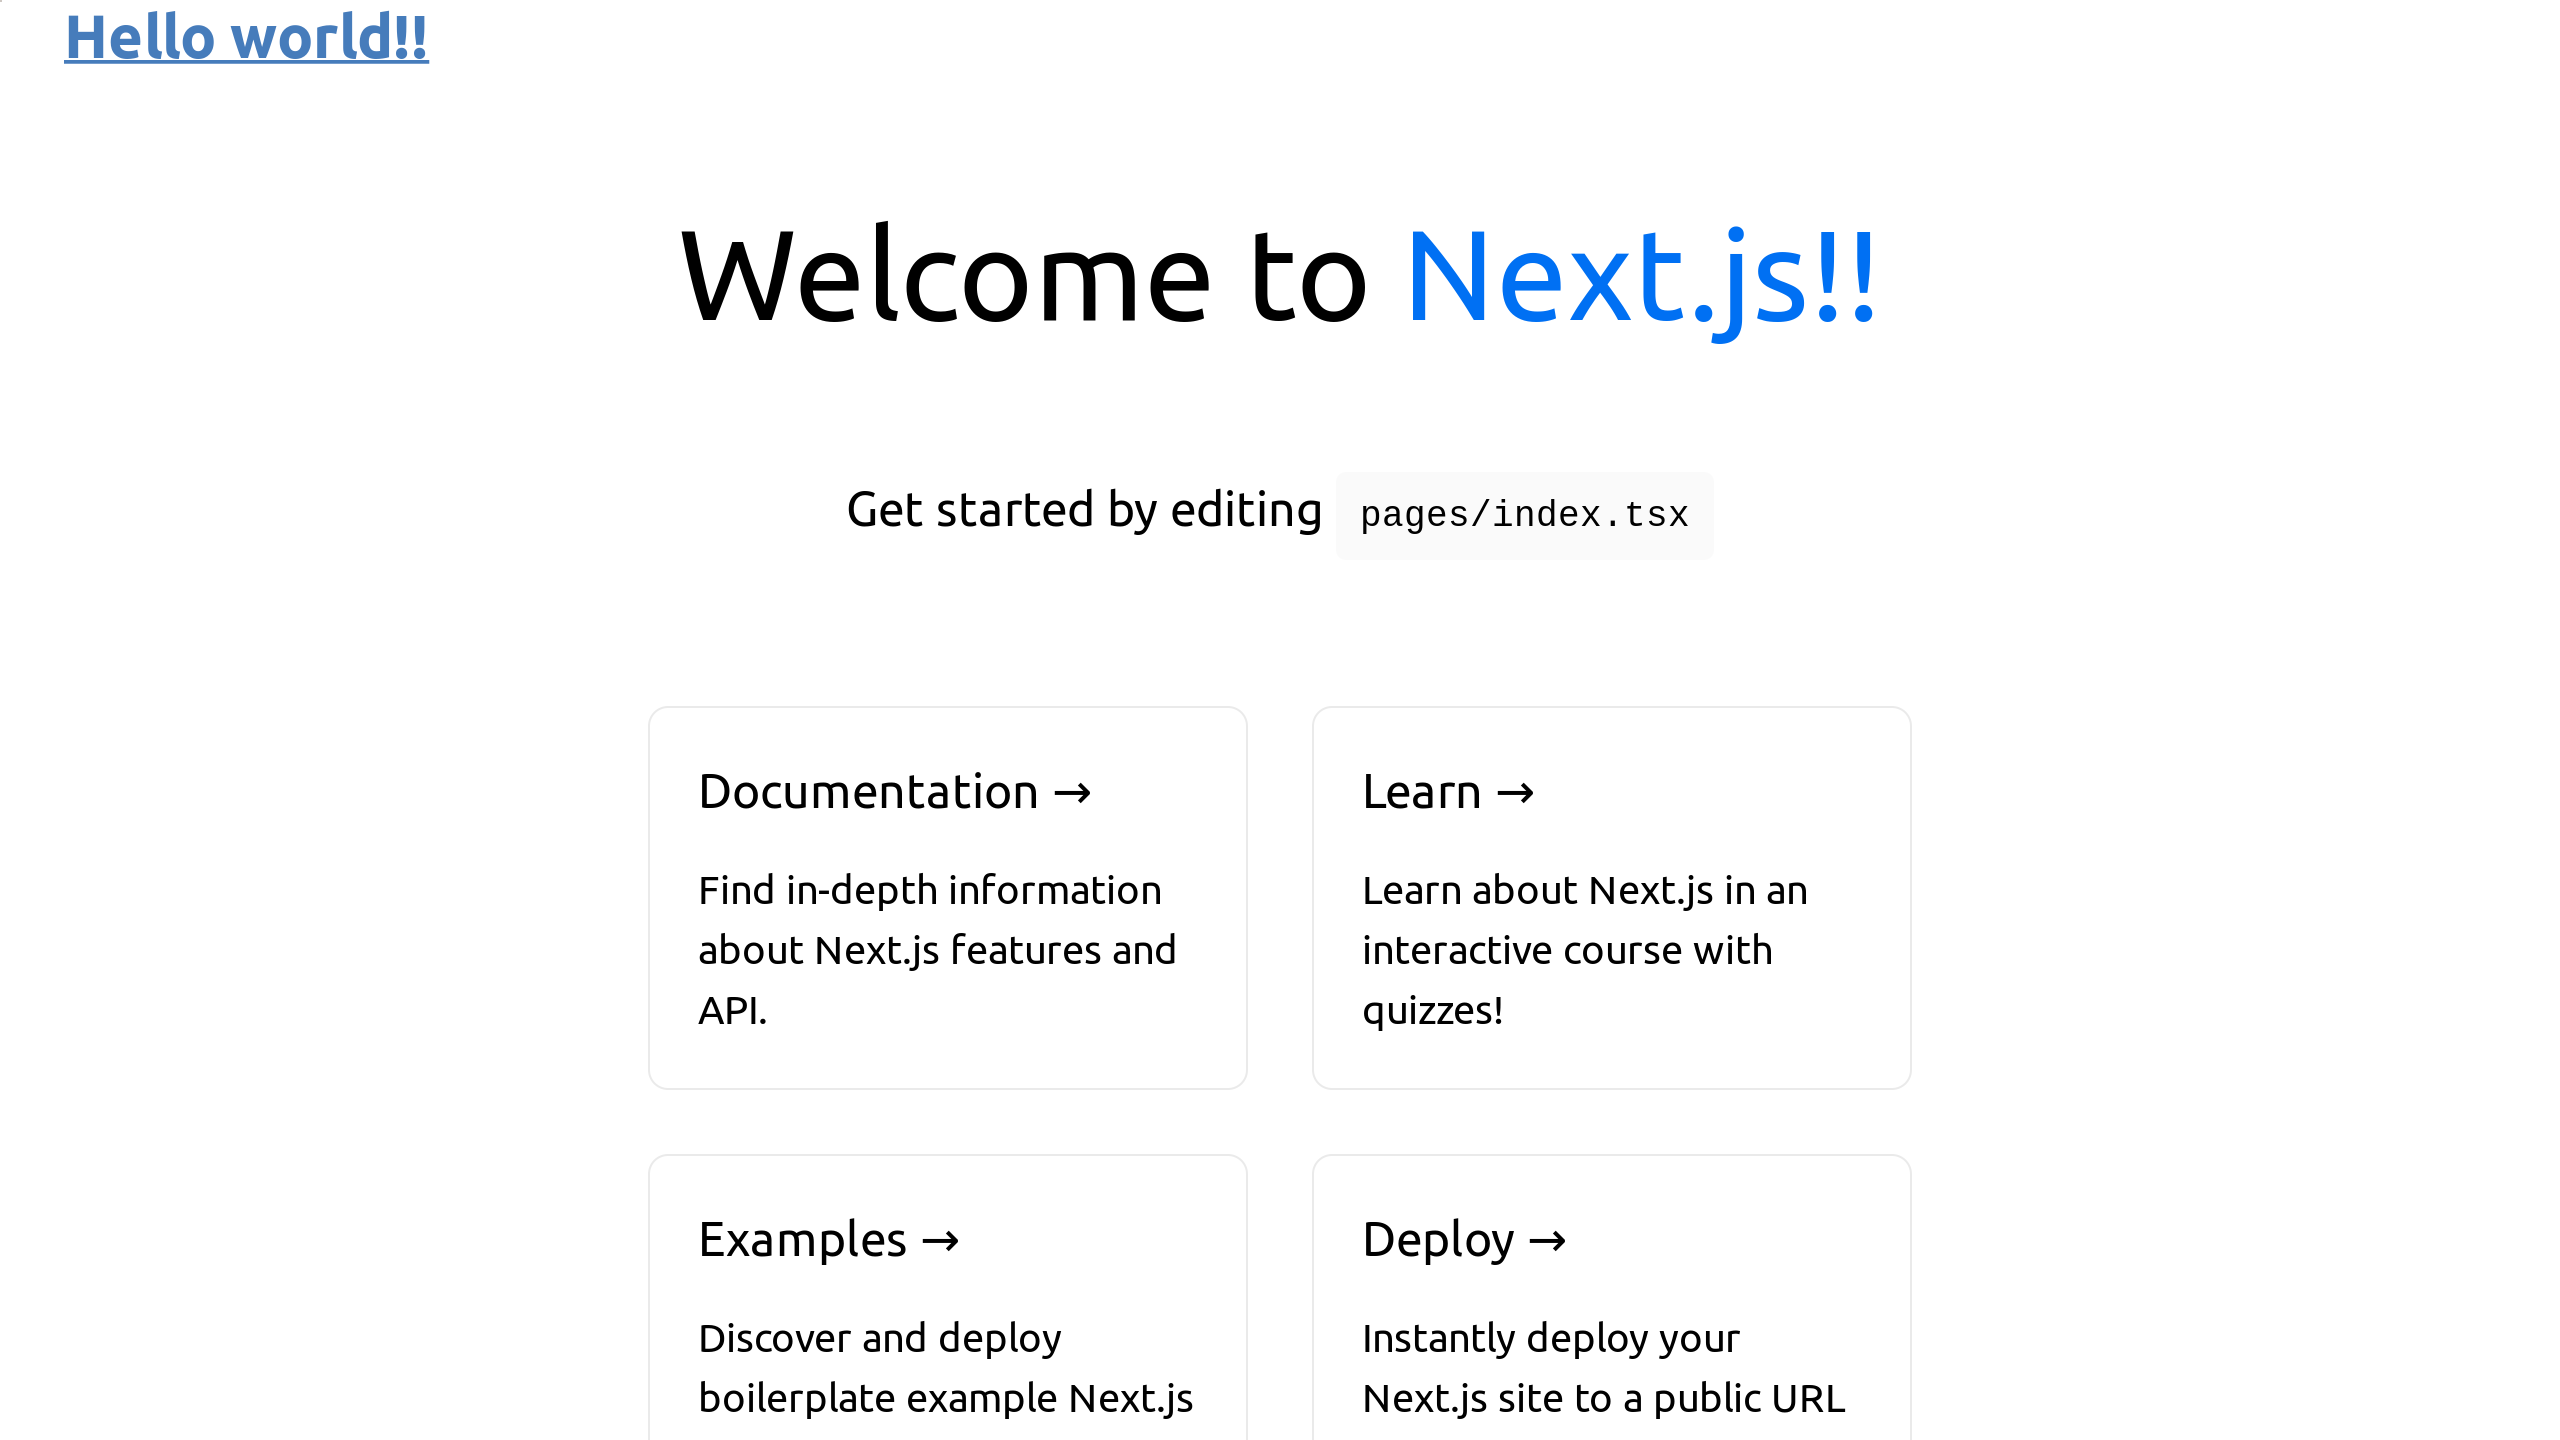 Hello world!!
Welcome to Next.js!!
Get started by editing pages/index.tsx
Documentation →
Find in-depth information
about Next.js features and
API.
Learn →
Learn about Next.js in an
interactive course with
quizzes!
Examples →
Discover and deploy
boilerplate example Next.js
Deploy →
Instantly deploy your
Next.js site to a public URL